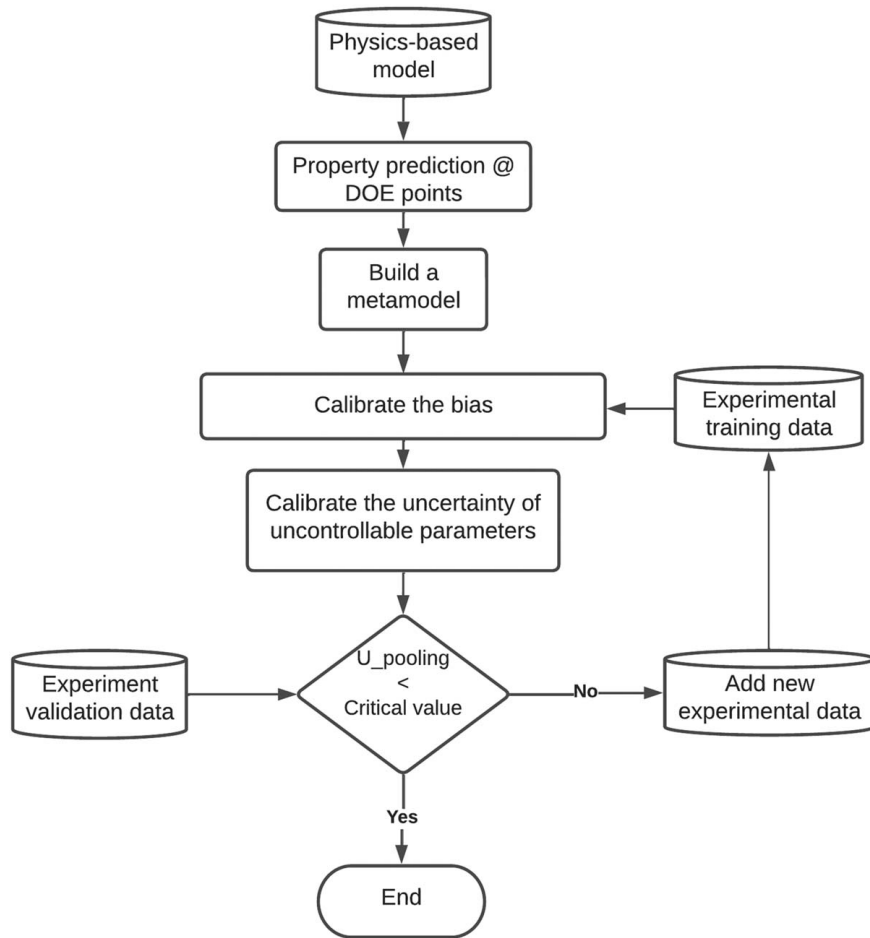 Physics-based
model
Property prediction @
DOE points
Build a
metamodel
Calibrate the bias
Experimental
training data
Calibrate the uncertainty of
uncontrollable parameters
U_pooling
<
Critical value
Experiment
validation data
No
Add new
experimental data
Yes
End